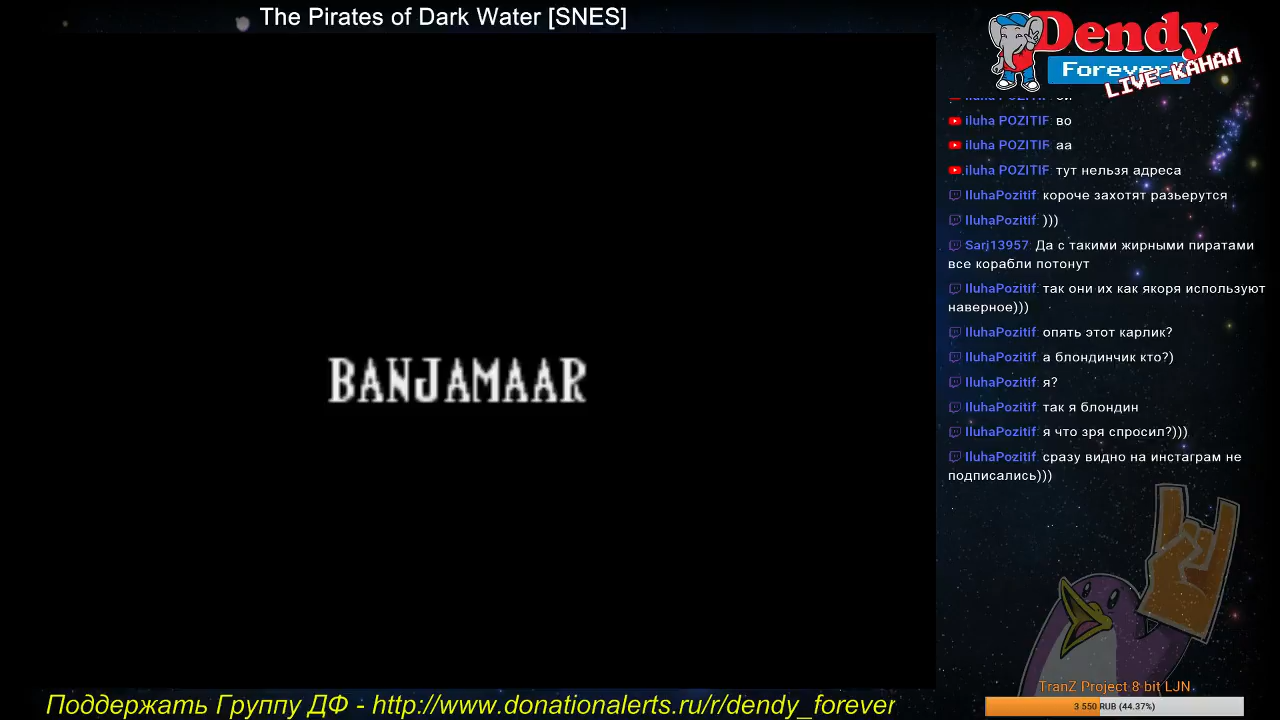 The Pirates of Dark Water [SNES]
Dendy
Forever
LIVE-КАНАЛ
BANJAMAAR
iluha POZITIF: во
iluha POZITIF: аа
iluha POZITIF: тут нельзя адреса
IluhaPozitif: короче захотят разьерутся
IluhaPozitif: )))
Sarj13957: Да с такими жирными пиратами
все корабли потонут
IluhaPozitif: так они их как якоря используют
наверное)))
IluhaPozitif: опять этот карлик?
IluhaPozitif: а блондинчик кто?)
IluhaPozitif: я?
IluhaPozitif: так я блондин
IluhaPozitif: я что зря спросил?)))
IluhaPozitif: сразу видно на инстаграм не
подписались)))
TranZ Project 8 bit LJN
3 550 RUB (44.37%)
Поддержать Группу ДФ - http://www.donationalerts.ru/r/dendy_forever